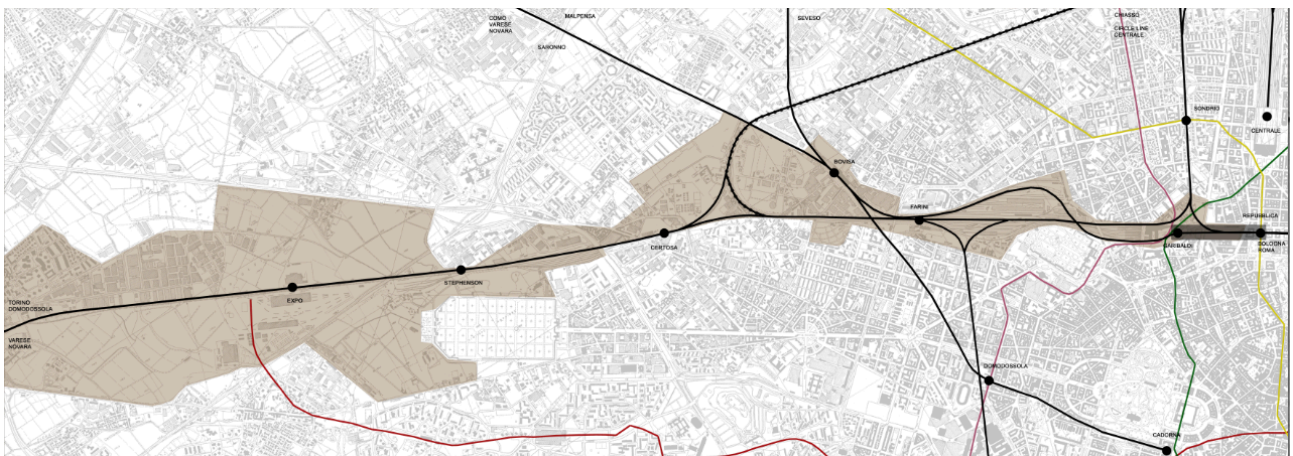 COMO
VARESE
NOVARA
MALPENSA
SARONNO
SEVESO
CHIASSO
CIRCLE LINE
CENTRALE
SONDRIO
CENTRALE
BOVISA
FARINI
REPUBBLICA
GARIBALDI
BOLOGNA
ROMA
CERTOSA
STEPHENSON
EXPO
TORINO
DOMODOSSOLA
VARESE
NOVARA
DOMODOSSOLA
CADORNA